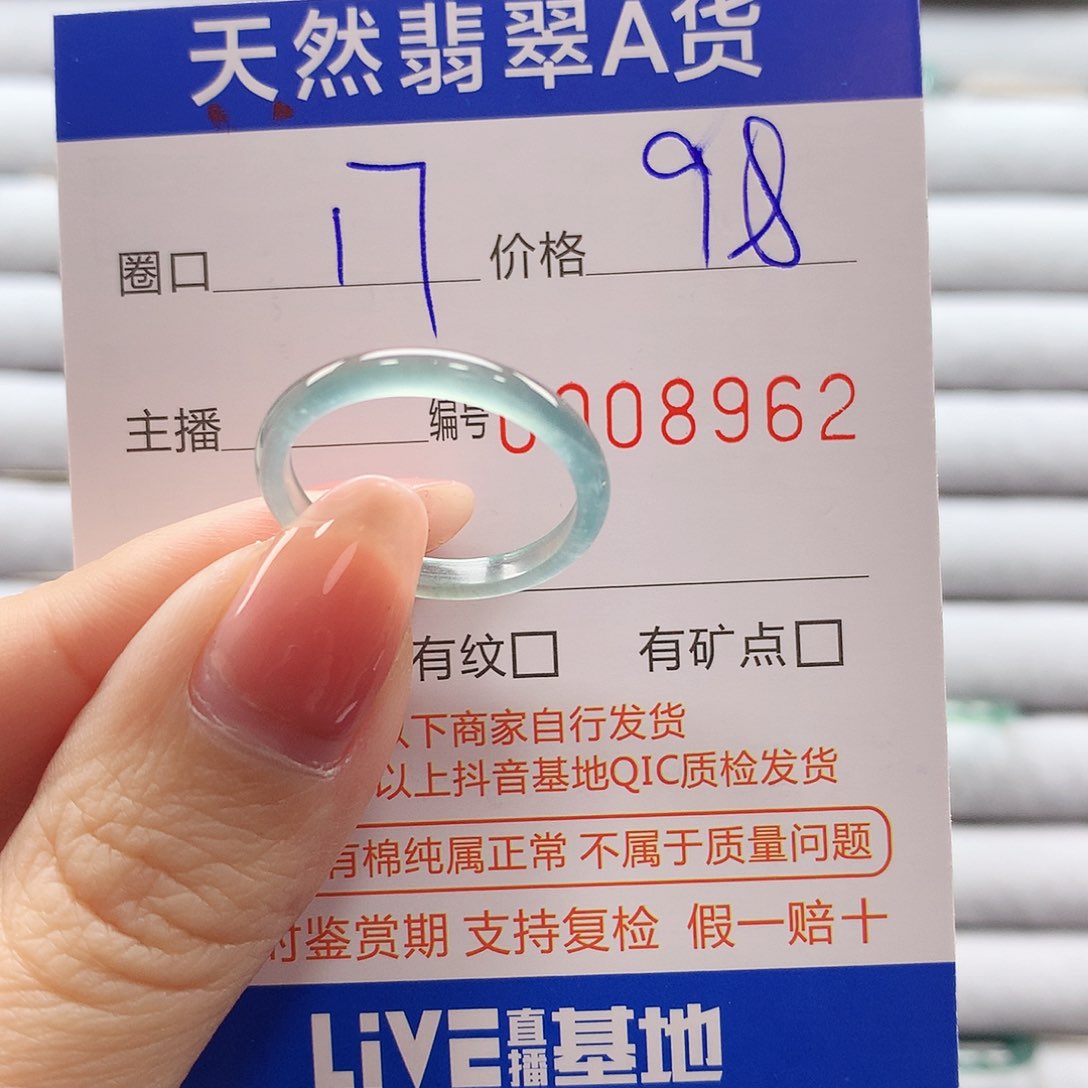 天然翡翠A货
圈口 17 价格 98
主播 编号 008962
有纹□ 有矿点□
下商家自行发货
以上抖音基地QIC质检发货
有棉纯属正常 不属于质量问题
时鉴赏期 支持复检 假一赔十
LiVE直播基地